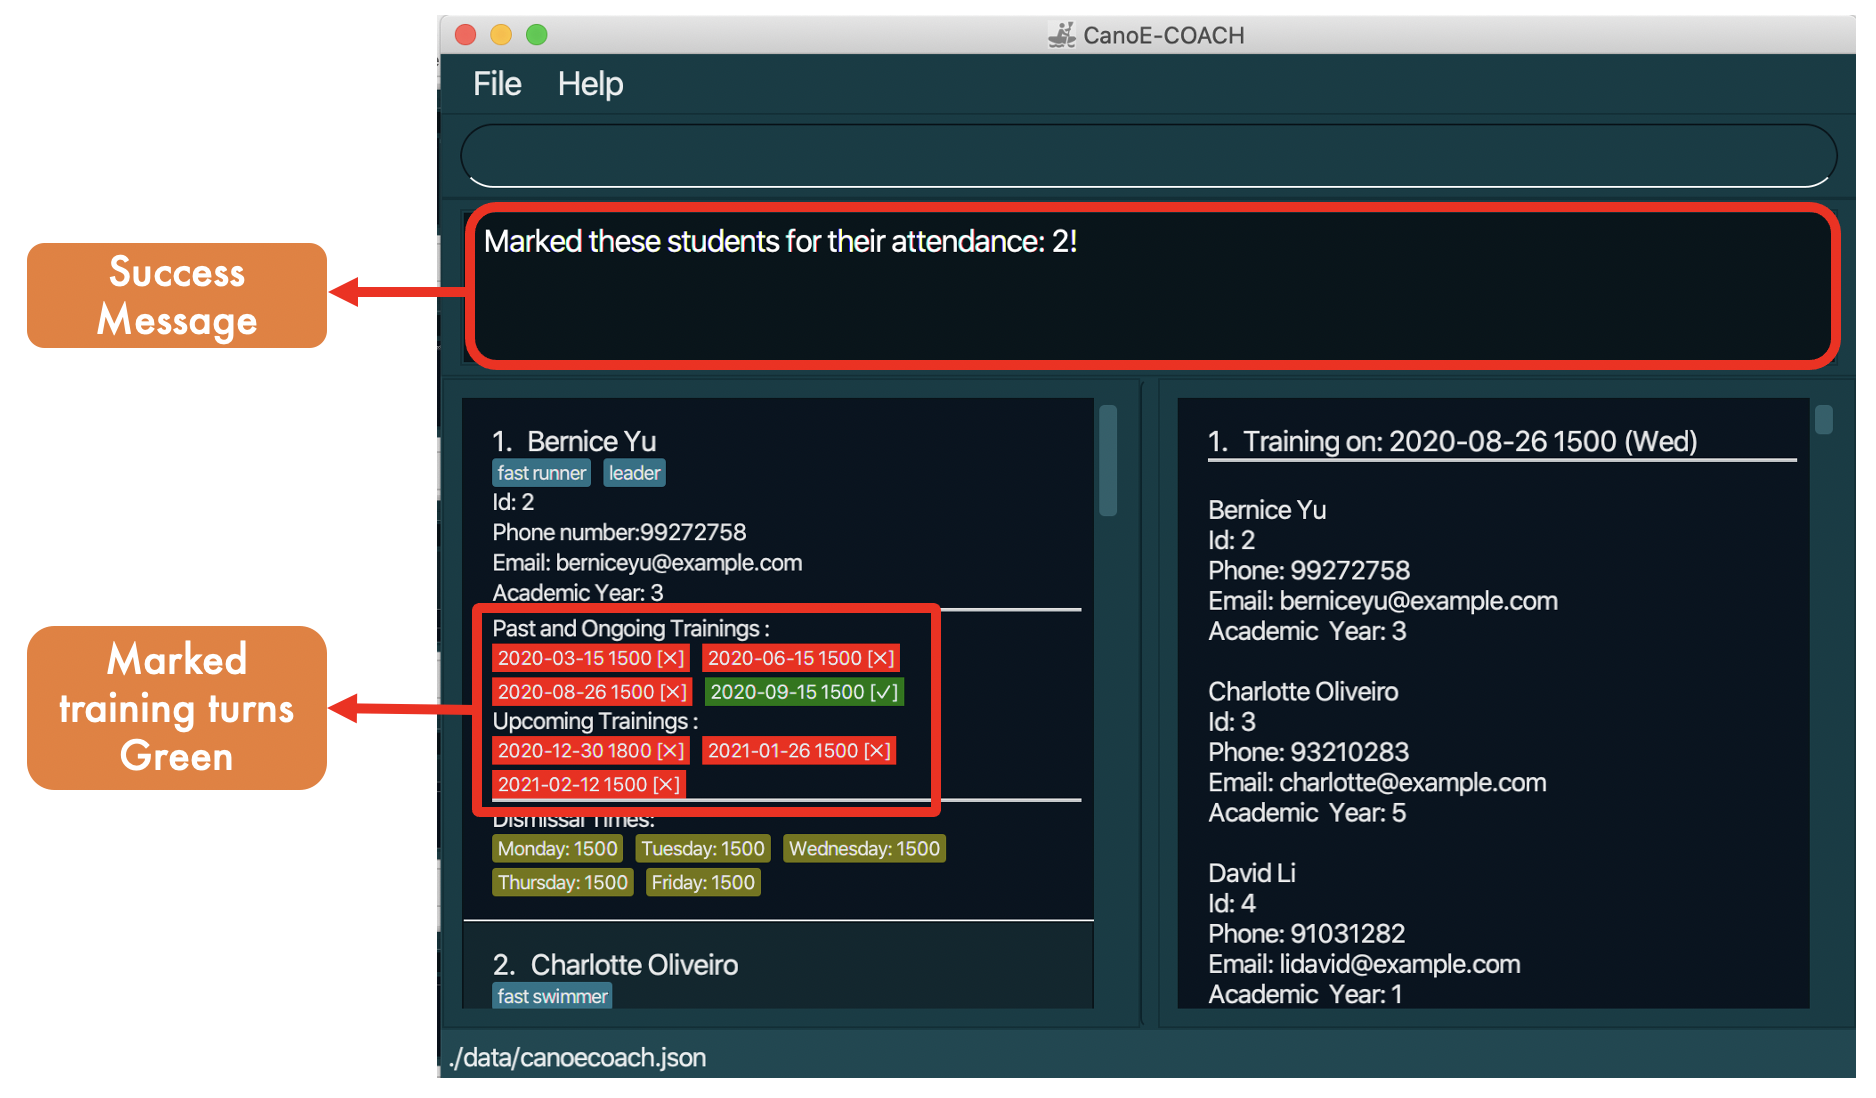 CanoE-COACH
File Help
Marked these students for their attendance: 2!
Success
Message
1. Bernice Yu
fast runner leader
Id: 2
Phone number:99272758
Email: berniceyu@example.com
Academic Year: 3
Past and Ongoing Trainings :
2020-03-15 1500 [✕] 2020-06-15 1500 [✕]
2020-08-26 1500 [✕] 2020-09-15 1500 [✓]
Upcoming Trainings :
2020-12-30 1800 [✕] 2021-01-26 1500 [✕]
2021-02-12 1500 [✕]
Dismissal Times:
Monday: 1500 Tuesday: 1500 Wednesday: 1500
Thursday: 1500 Friday: 1500
Marked
training turns
Green
2. Charlotte Oliveiro
fast swimmer
1. Training on: 2020-08-26 1500 (Wed)
Bernice Yu
Id: 2
Phone: 99272758
Email: berniceyu@example.com
Academic Year: 3
Charlotte Oliveiro
Id: 3
Phone: 93210283
Email: charlotte@example.com
Academic Year: 5
David Li
Id: 4
Phone: 91031282
Email: lidavid@example.com
Academic Year: 1
./data/canoecoach.json